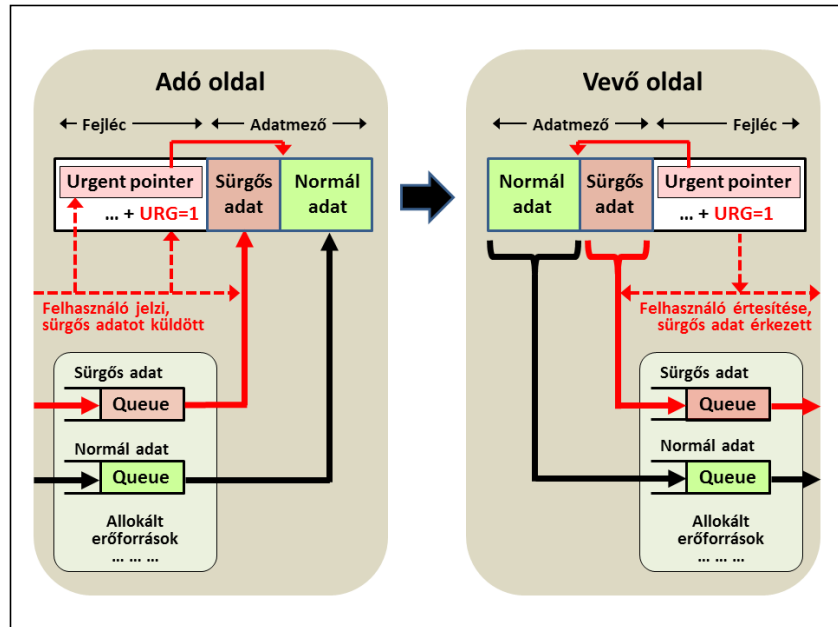 Adó oldal
Fejléc
Adatmező
Urgent pointer
... + URG=1
Sürgős
adat
Normál
adat
Felhasználó jelzi,
sürgős adatot küldött
Sürgős adat
Queue
Normál adat
Queue
Allokált
erőforrások
... ... ...
Vevő oldal
Adatmező
Fejléc
Normál
adat
Sürgős
adat
Urgent pointer
... + URG=1
Felhasználó értesítése,
sürgős adat érkezett
Sürgős adat
Queue
Normál adat
Queue
Allokált
erőforrások
... ... ...